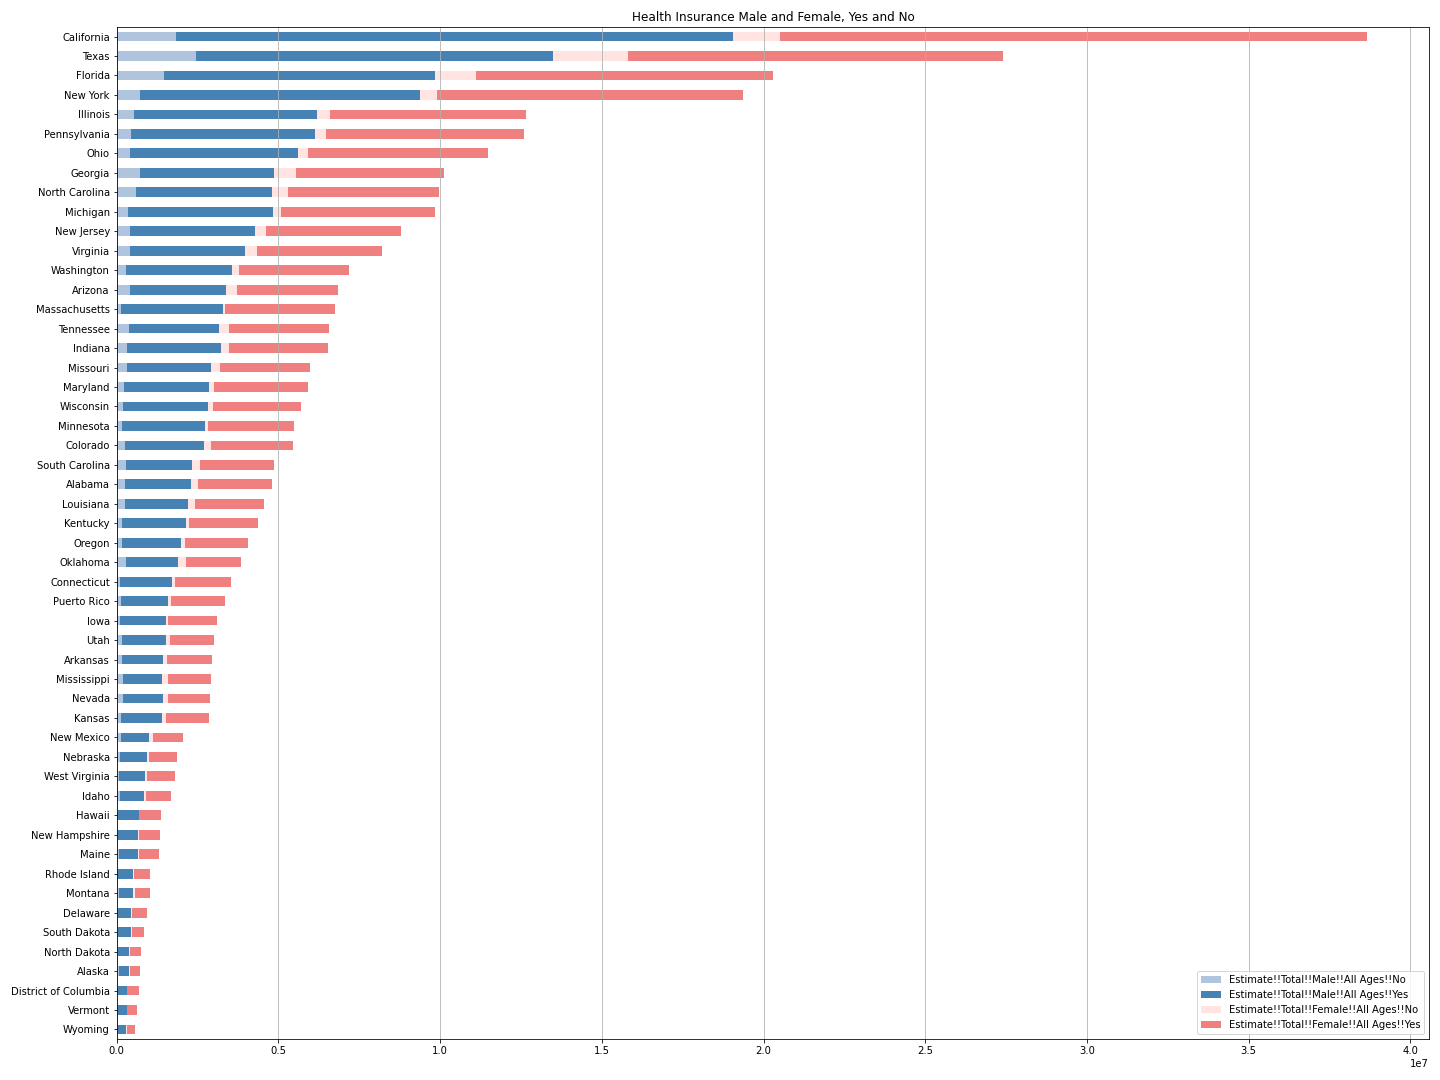 Health Insurance Male and Female, Yes and No
California
Texas
Florida
New York
Illinois
Pennsylvania
Ohio
Georgia
North Carolina
Michigan
New Jersey
Virginia
Washington
Arizona
Massachusetts
Tennessee
Indiana
Missouri
Maryland
Wisconsin
Minnesota
Colorado
South Carolina
Alabama
Louisiana
Kentucky
Oregon
Oklahoma
Connecticut
Puerto Rico
Iowa
Utah
Arkansas
Mississippi
Nevada
Kansas
New Mexico
Nebraska
West Virginia
Idaho
Hawaii
New Hampshire
Maine
Rhode Island
Montana
Delaware
South Dakota
North Dakota
Alaska
District of Columbia
Vermont
Wyoming
Estimate!!Total!!Male!!All Ages!!No
Estimate!!Total!!Male!!All Ages!!Yes
Estimate!!Total!!Female!!All Ages!!No
Estimate!!Total!!Female!!All Ages!!Yes
0.0 0.5 1.0 1.5 2.0 2.5 3.0 3.5 4.0
1e7